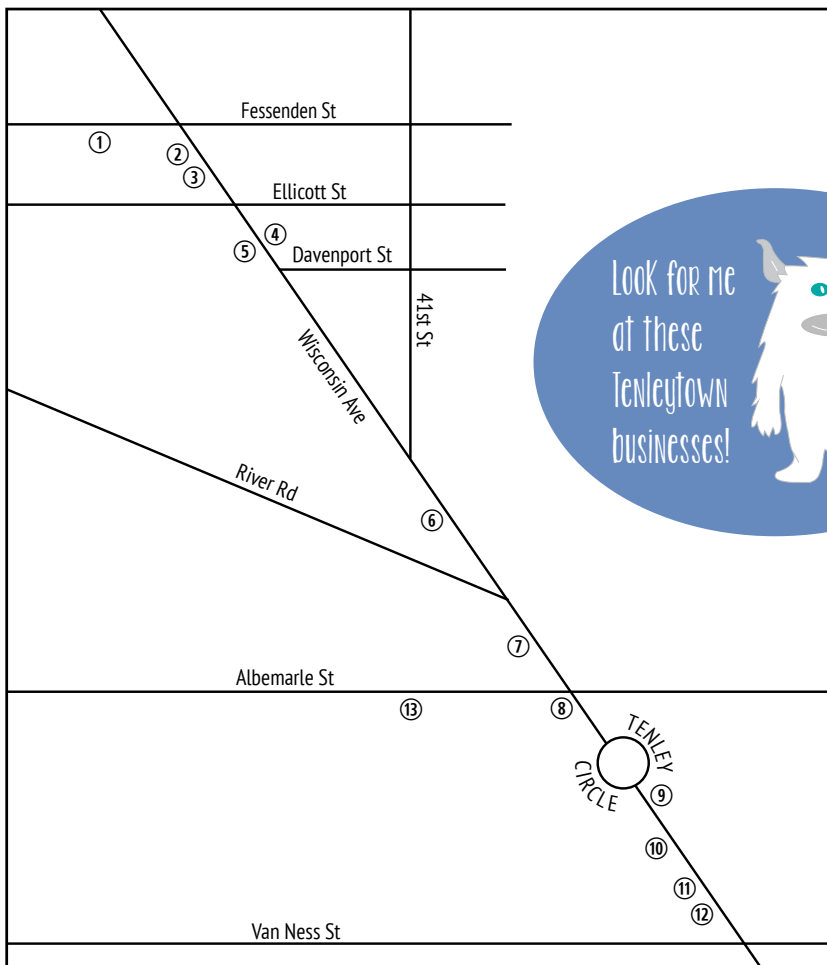 Fessenden St
①
②
③
Ellicott St
④
⑤
Davenport St
41st St
Wisconsin Ave
LOOK FOR ME
at these
Tenleytown
businesses!
River Rd
⑥
⑦
Albemarle St
⑬
⑧
TENLEY
CIRCLE
⑨
⑩
⑪
⑫
Van Ness St